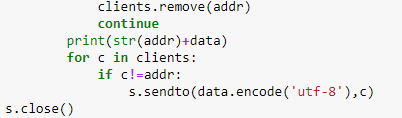 clients.remove(addr)
continue
print(str(addr)+data)
for c in clients:
if c!=addr:
s.sendto(data.encode('utf-8'),c)
s.close()